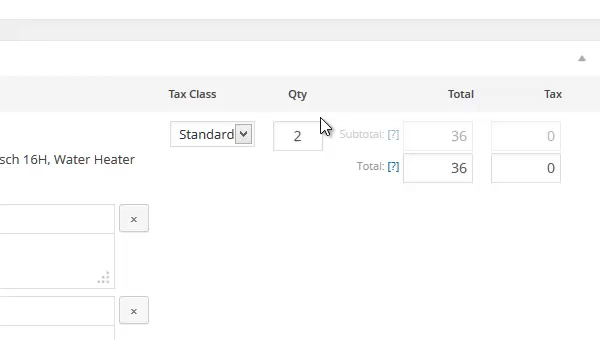 Tax Class Qty Total Tax
Standard 2 Subtotal: [?] 36 0
sch 16H, Water Heater
Total: [?] 36 0
×
×